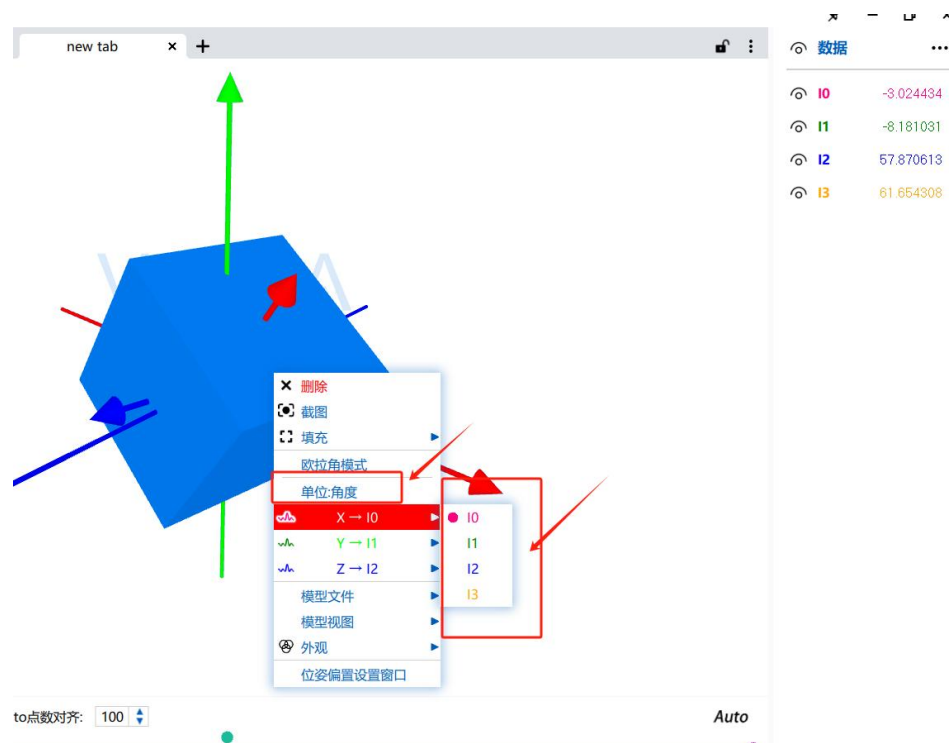 new tab
数据
I0 -3.024434
I1 -8.181031
I2 57.870613
I3 61.654308
删除
截图
填充
欧拉角模式
单位:角度
X → I0
Y → I1
Z → I2
I0
I1
I2
I3
模型文件
模型视图
外观
位姿偏置设置窗口
to点数对齐: 100
Auto